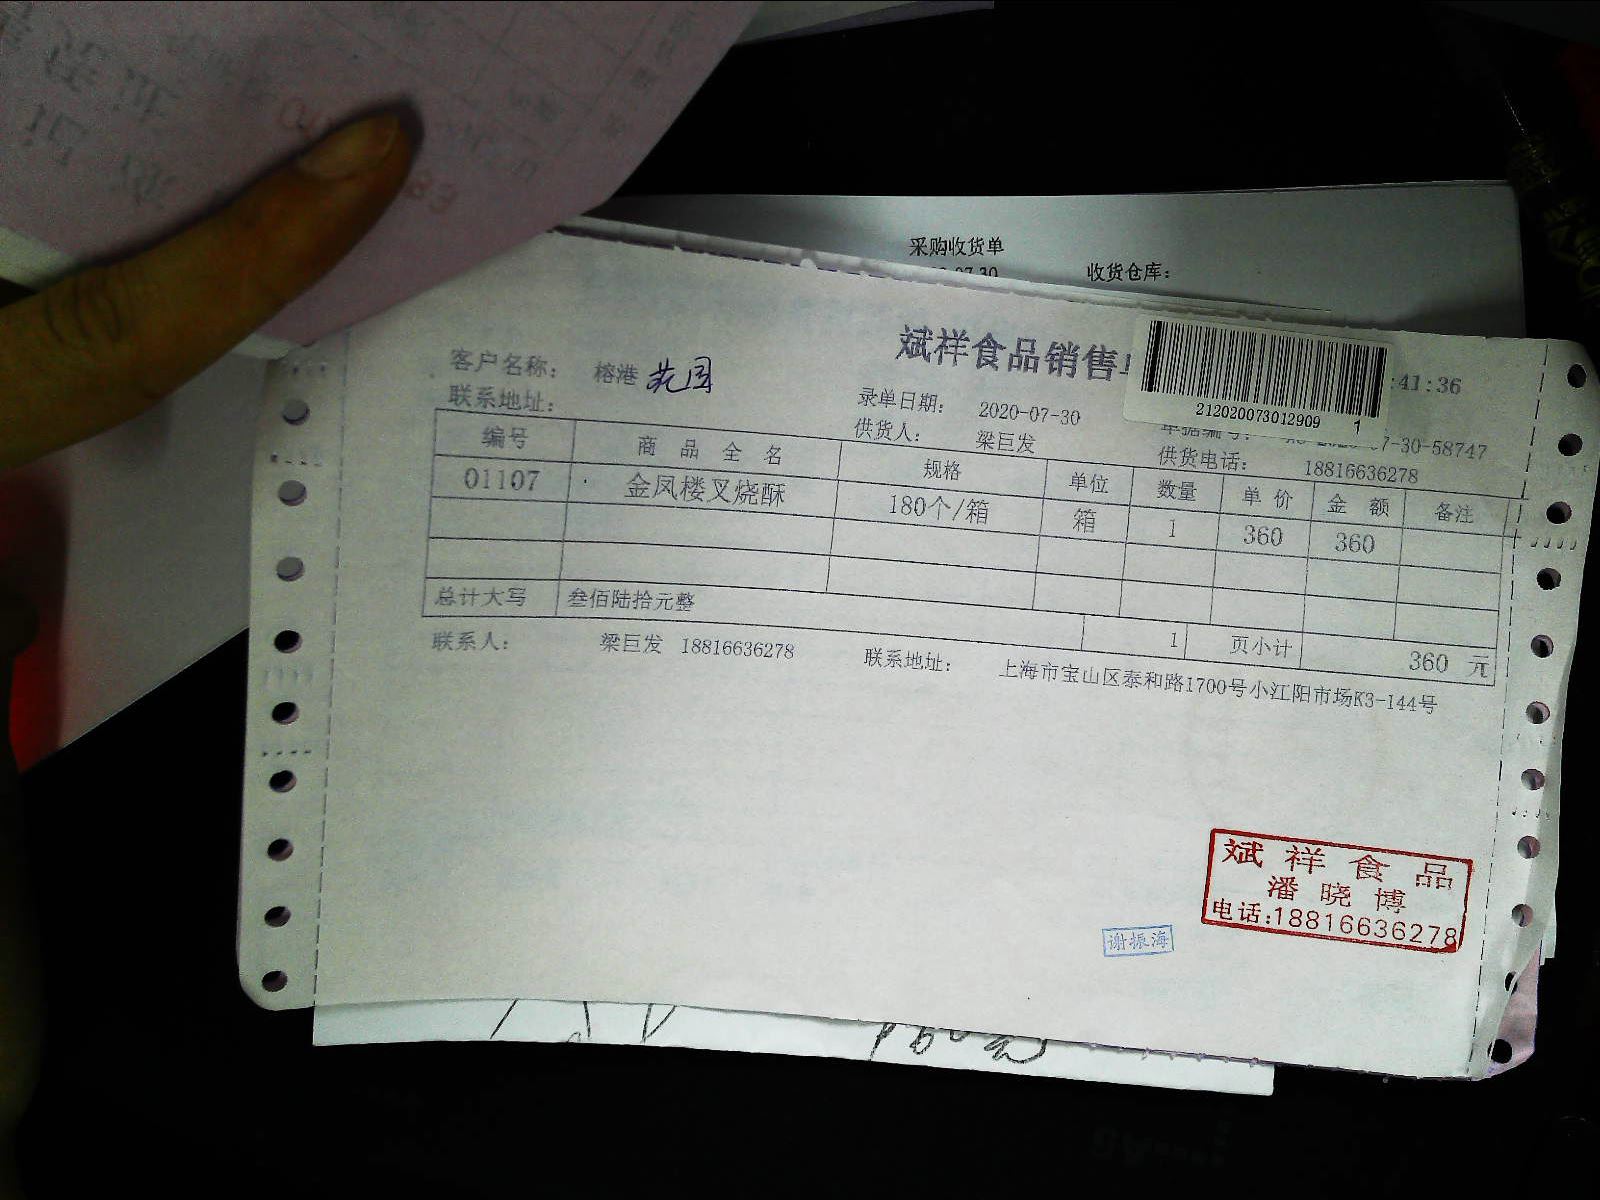 采购收货单
收货仓库:
斌祥食品销售
:41:36
212020073012909 1
客户名称: 榕港 花园
录单日期: 2020-07-30
7-30-58747
联系地址:
供货人: 梁巨发
供货电话: 18816636278
编号 商品全名 规格 单位 数量 单价 金额 备注
01107 金凤楼叉烧酥 180个/箱 箱 1 360 360
总计大写 叁佰陆拾元整 1 页小计 360 元
联系人: 梁巨发 18816636278 联系地址: 上海市宝山区泰和路1700号小江阳市场K3-144号
斌祥食品
潘晓博
电话:18816636278
谢振海